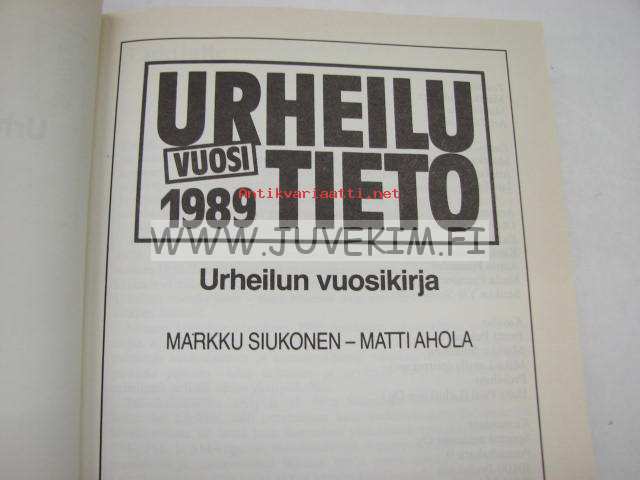 URHEILU
VUOSI TIETO
1989
Antikvariaatti.net
WWW.JUVEKIM.FI
Urheilun vuosikirja
MARKKU SIUKONEN – MATTI AHOLA